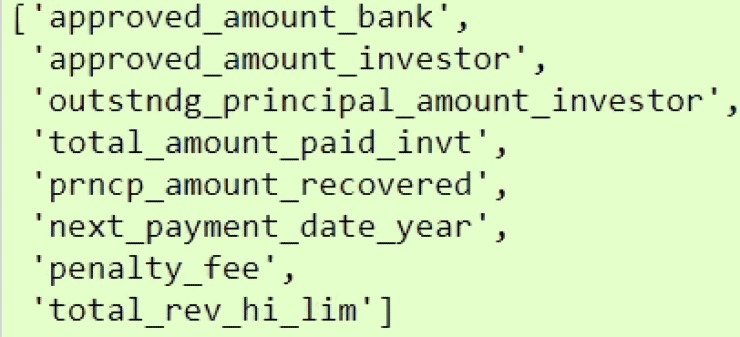 ['approved_amount_bank',
'approved_amount_investor',
'outstndg_principal_amount_investor',
'total_amount_paid_invt',
'prncp_amount_recovered',
'next_payment_date_year',
'penalty_fee',
'total_rev_hi_lim']